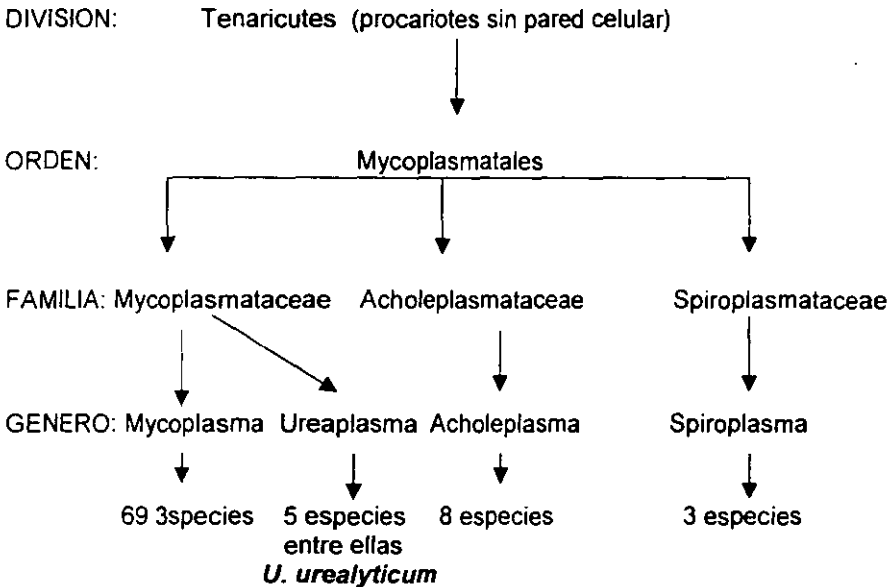 DIVISION: Tenaricutes (procariotes sin pared celular)
ORDEN: Mycoplasmatales
FAMILIA: Mycoplasmataceae Acholeplasmataceae Spiroplasmataceae
GENERO: Mycoplasma Ureaplasma Acholeplasma Spiroplasma
69 3species 5 especies 8 especies 3 especies
entre ellas
U. urealyticum